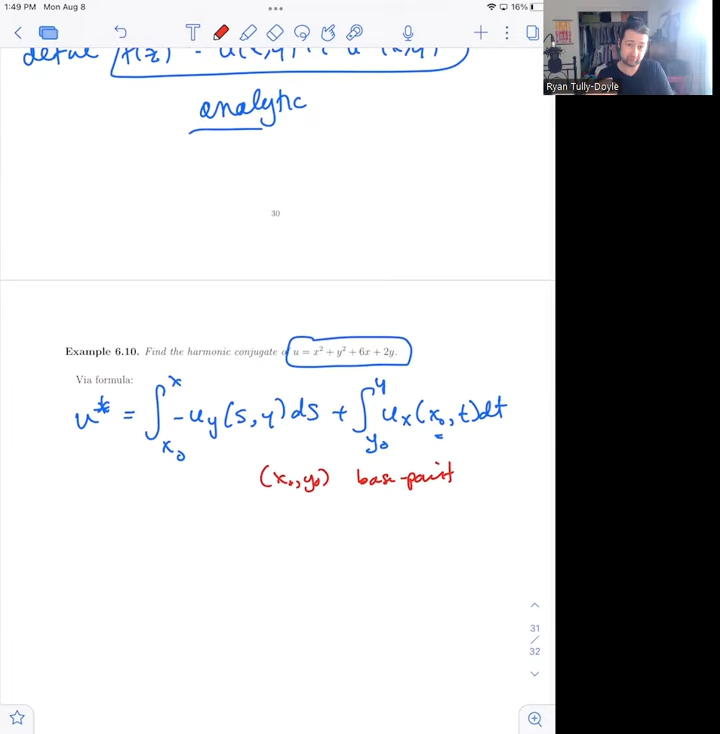 1:49 PM Mon Aug 8
16%
Ryan Tully-Doyle
define f(z) = u(x,y) + i u*(x,y)
analytic
30
Example 6.10. Find the harmonic conjugate u = x² + y² + 6x + 2y.
Via formula:
u* = ∫_{x₀}^{x} -u_y(s,y)ds + ∫_{y₀}^{y} u_x(x₀,t)dt
(x₀,y₀) base-point
31
/
32